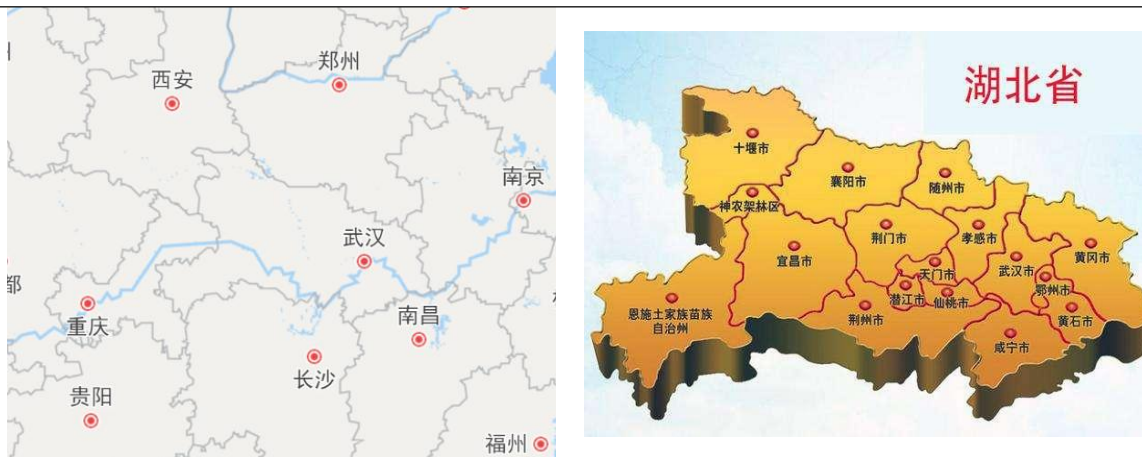 郑州
西安
南京
武汉
都
重庆
南昌
长沙
贵阳
福州
湖北省
十堰市
襄阳市
随州市
神农架林区
荆门市
孝感市
宜昌市
武汉市
黄冈市
天门市
鄂州市
潜江市
仙桃市
恩施土家族苗族
自治州
荆州市
黄石市
咸宁市